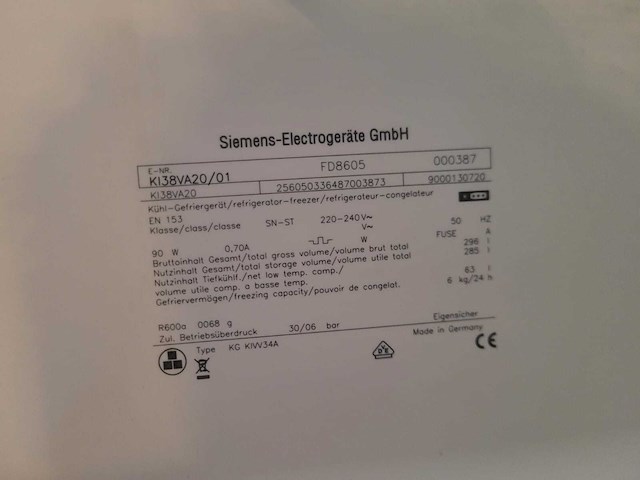 Siemens-Electrogeräte GmbH
E-NR. KI38VA20/01 FD8605 000387
KI38VA20 256050336487003873 9000130720
Kühl-Gefriergerät/refrigerator-freezer/refrigerateur-congelateur
EN 153
Klasse/class/classe SN-ST 220-240V~ 50 HZ
V~ FUSE A
90 W 0,70A W
Bruttoinhalt Gesamt/total gross volume/volume brut total 296 l
Nutzinhalt Gesamt/total storage volume/volume utile total 285 l
Nutzinhalt Tiefkühl./net low temp. comp./
volume utile comp. a basse temp. 63 l
Gefriervermögen/freezing capacity/pouvoir de congelat. 6 kg/24 h
R600a 0068 g
Zul. Betriebsüberdruck 30/06 bar Eigensicher
Made in Germany
Type KG KIVV34A
VDE
CE